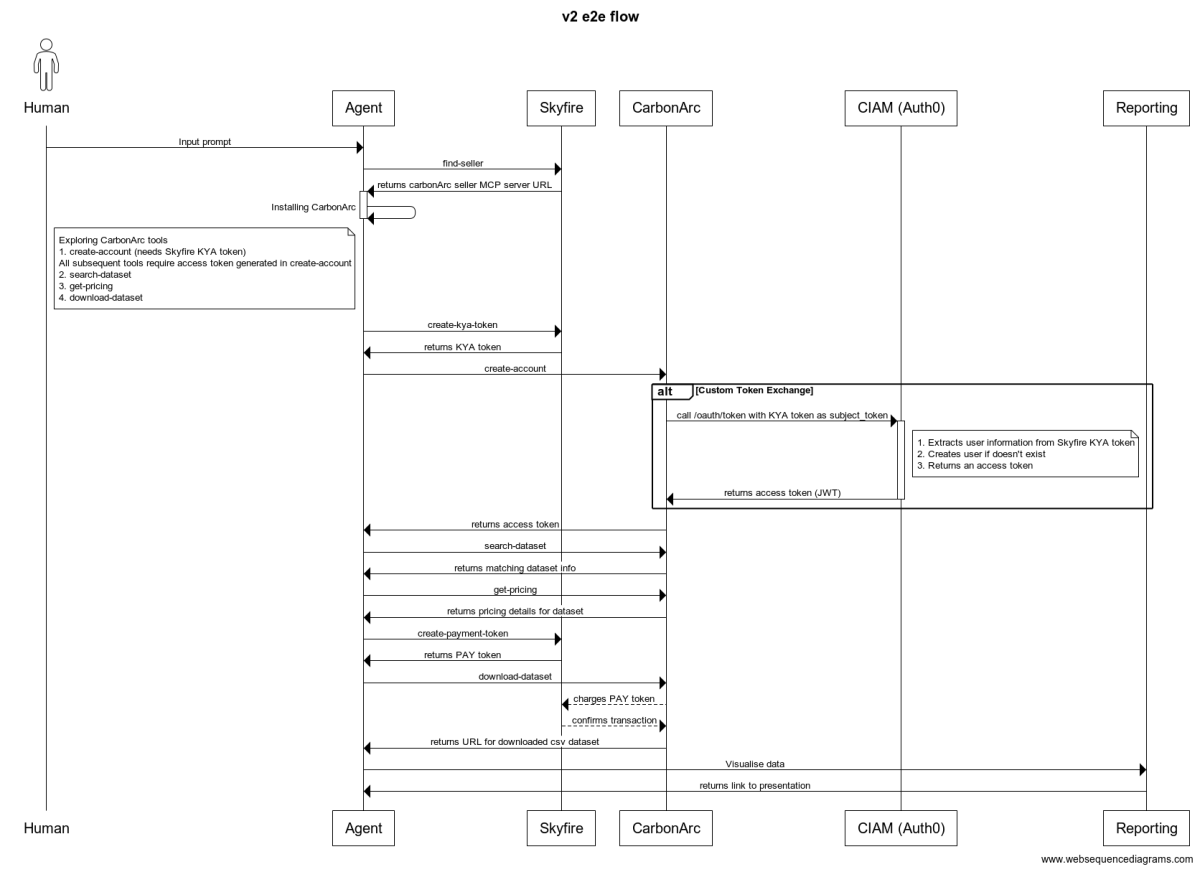 v2 e2e flow
Human
Agent
Skyfire
CarbonArc
CIAM (Auth0)
Reporting
Input prompt
find-seller
returns carbonArc seller MCP server URL
Installing CarbonArc
Exploring CarbonArc tools
1. create-account (needs Skyfire KYA token)
All subsequent tools require access token generated in create-account
2. search-dataset
3. get-pricing
4. download-dataset
create-kya-token
returns KYA token
create-account
alt [Custom Token Exchange]
call /oauth/token with KYA token as subject_token
1. Extracts user information from Skyfire KYA token
2. Creates user if doesn't exist
3. Returns an access token
returns access token (JWT)
returns access token
search-dataset
returns matching dataset info
get-pricing
returns pricing details for dataset
create-payment-token
returns PAY token
download-dataset
charges PAY token
confirms transaction
returns URL for downloaded csv dataset
Visualise data
returns link to presentation
Human
Agent
Skyfire
CarbonArc
CIAM (Auth0)
Reporting
www.websequencediagrams.com